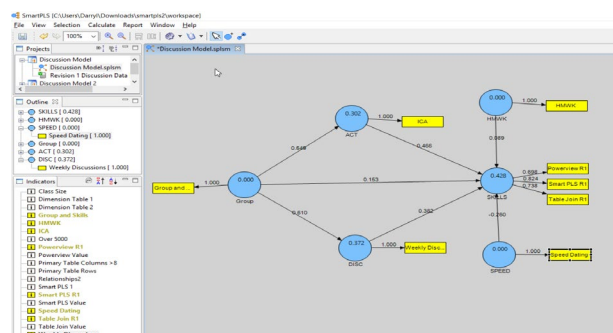 SmartPLS [C:\Users\Darryl\Downloads\smartpls2\workspace]
File View Selection Calculate Report Window Help
100%
Projects
*Discussion Model.splsm
Discussion Model
Discussion Model.splsm
Revision 1 Discussion Data
Discussion Model 2
Outline
SKILLS [ 0.428]
HMWK [ 0.000]
SPEED [ 0.000]
Speed Dating [ 1.000]
Group [ 0.000]
ACT [ 0.302]
DISC [ 0.372]
Weekly Discussions [ 1.000]
Indicators
Class Size
Dimension Table 1
Dimension Table 2
Group and Skills
HMWK
ICA
Over 5000
Powerview R1
Powerview Value
Primary Table Columns >8
Primary Table Rows
Relationships2
Smart PLS 1
Smart PLS R1
Smart PLS Value
Speed Dating
Table Join R1
Table Join Value
0.302
ACT
1.000
ICA
0.000
HMWK
1.000
HMWK
0.455
0.089
Group and ...
1.000
0.000
Group
0.163
0.428
SKILLS
0.824
0.738
Powerview R1
Smart PLS R1
Table Join R1
0.610
0.382
-0.260
0.372
DISC
1.000
Weekly Disc...
0.000
SPEED
1.000
Speed Dating